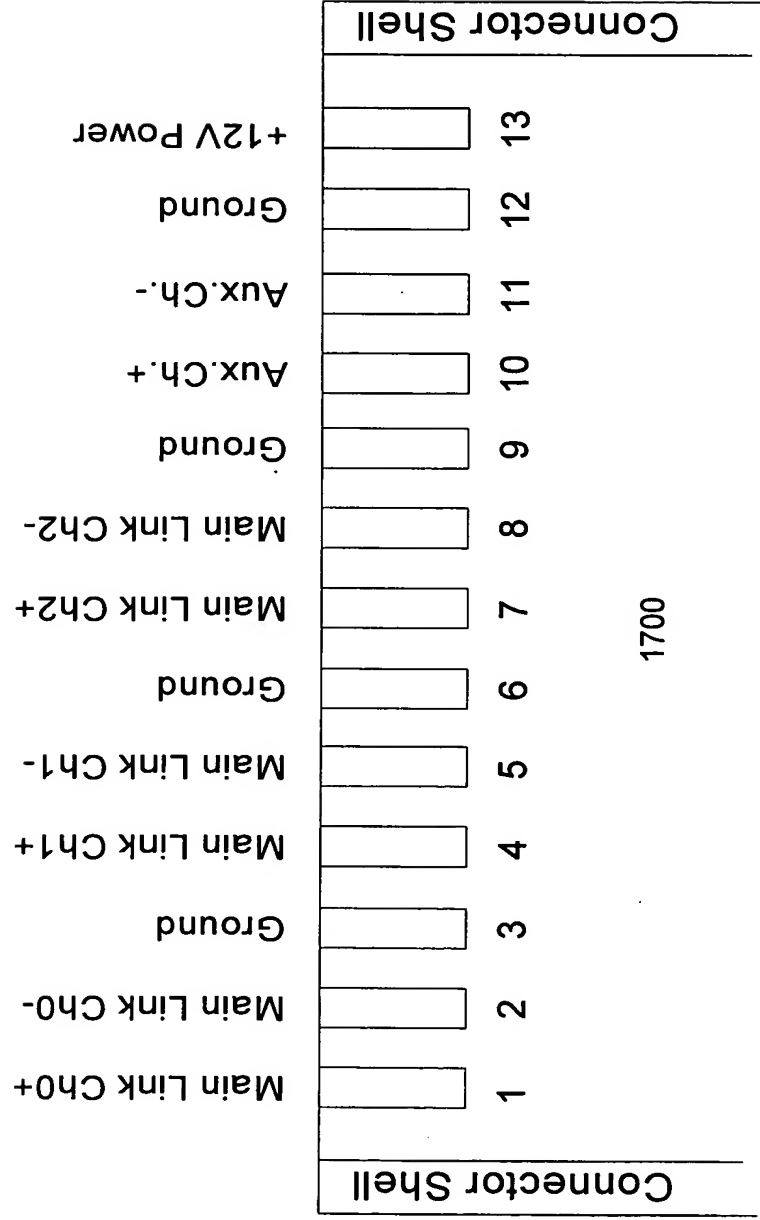 Connector Shell
Main Link Ch0+ 1
Main Link Ch0- 2
Ground 3
Main Link Ch1+ 4
Main Link Ch1- 5
Ground 6
Main Link Ch2+ 7
Main Link Ch2- 8
Ground 9
Aux.Ch.+ 10
Aux.Ch.- 11
Ground 12
+12V Power 13
Connector Shell
1700